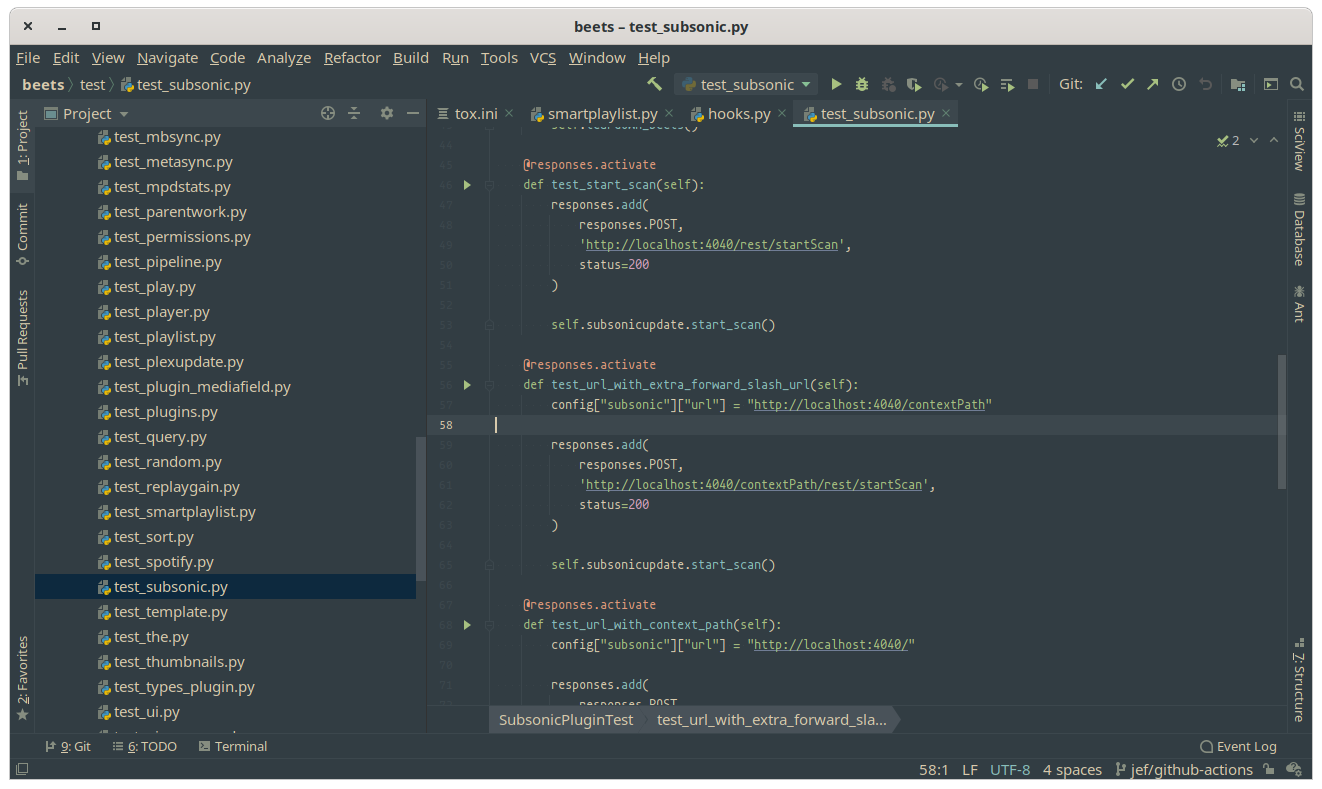 beets – test_subsonic.py
File Edit View Navigate Code Analyze Refactor Build Run Tools VCS Window Help
beets test test_subsonic.py test_subsonic Git:
Project
tox.ini smartplaylist.py hooks.py test_subsonic.py
1: Project
Commit
Pull Requests
2: Favorites
test_mbsync.py
test_metasync.py
test_mpdstats.py
test_parentwork.py
test_permissions.py
test_pipeline.py
test_play.py
test_player.py
test_playlist.py
test_plexupdate.py
test_plugin_mediafield.py
test_plugins.py
test_query.py
test_random.py
test_replaygain.py
test_smartplaylist.py
test_sort.py
test_spotify.py
test_subsonic.py
test_template.py
test_the.py
test_thumbnails.py
test_types_plugin.py
test_ui.py
2
44
45 @responses.activate
46 def test_start_scan(self):
47 responses.add(
48 responses.POST,
49 'http://localhost:4040/rest/startScan',
50 status=200
51 )
52
53 self.subsonicupdate.start_scan()
54
55 @responses.activate
56 def test_url_with_extra_forward_slash_url(self):
57 config["subsonic"]["url"] = "http://localhost:4040/contextPath"
58
59 responses.add(
60 responses.POST,
61 'http://localhost:4040/contextPath/rest/startScan',
62 status=200
63 )
64
65 self.subsonicupdate.start_scan()
66
67 @responses.activate
68 def test_url_with_context_path(self):
69 config["subsonic"]["url"] = "http://localhost:4040/"
70
71 responses.add(
responses.POST
SubsonicPluginTest test_url_with_extra_forward_sla...
SciView
Database
Ant
7: Structure
9: Git 6: TODO Terminal Event Log
58:1 LF UTF-8 4 spaces jef/github-actions